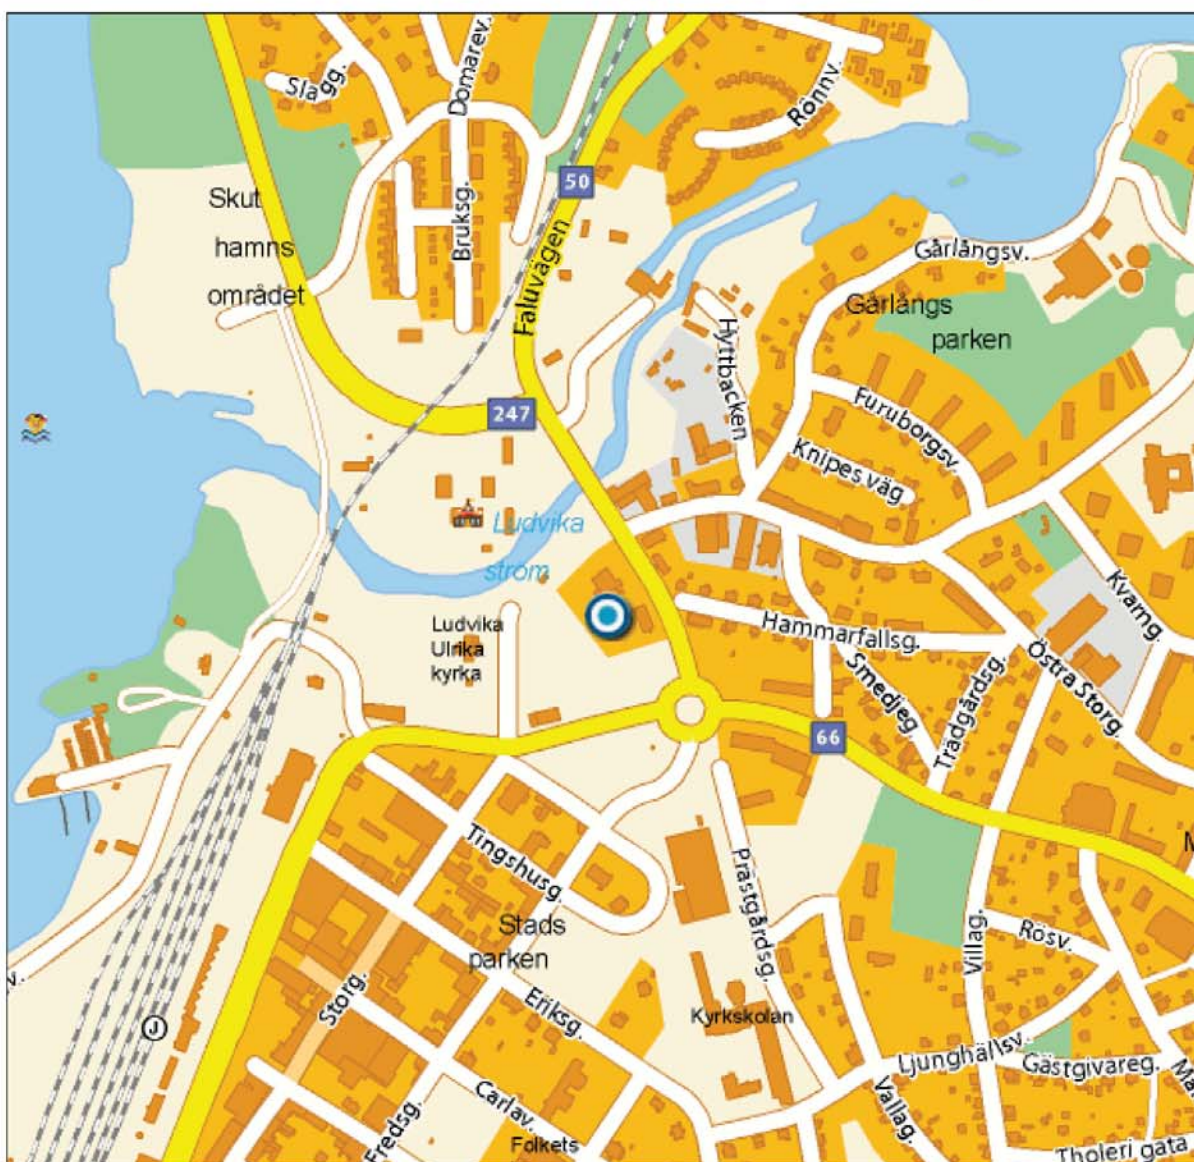 Slagg.
Domarev.
Rönnv.
50
Skut
hamns
området
Bruksg.
Faluvägen
Gårlångsv.
Gårlångs
parken
Hyttbacken
247
Furuborgsv.
Knipes väg
Ludvika
ström
Kvarng.
Ludvika
Ulrika
kyrka
Hammarfallsg.
Smedjeg
Trädgårdsg.
Östra Storg.
66
Tingshusg.
Prästgårdsg.
Stads
parken
Villag.
Rösv.
v.
Storg.
Eriksg.
Kyrkskolan
J
Ljunghällsv.
Gästgivareg.
Carlav.
Fredsg.
Vallag.
Folkets
Tholeri gata